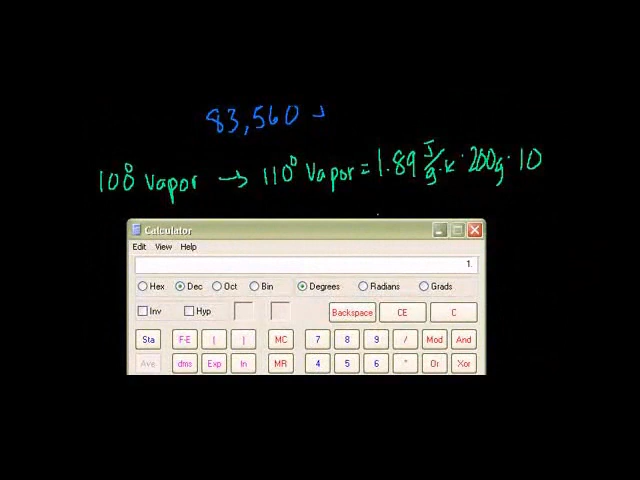 83,560 J
100° vapor → 110° vapor = 1.89 J/g·K · 200g · 10
Calculator
Edit View Help
1.
Hex Dec Oct Bin Degrees Radians Grads
Inv Hyp Backspace CE C
Sta F-E ( ) MC 7 8 9 / Mod And
Ave dms Exp ln MR 4 5 6 * Or Xor